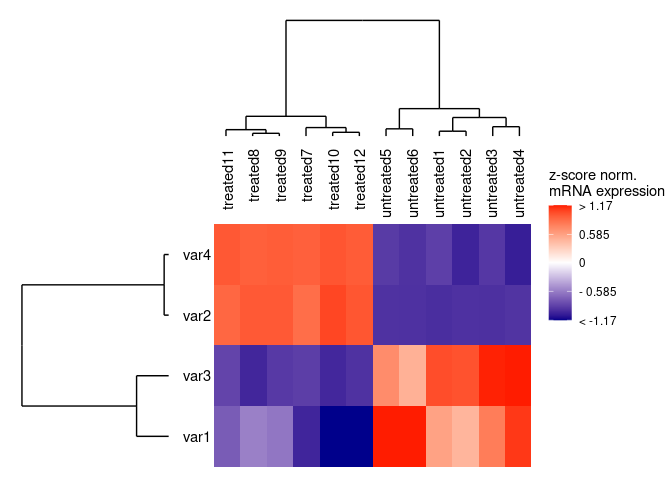 treated11
treated8
treated9
treated7
treated10
treated12
untreated5
untreated6
untreated1
untreated2
untreated3
untreated4
z-score norm.
mRNA expression
> 1.17
0.585
0
- 0.585
< -1.17
var4
var2
var3
var1